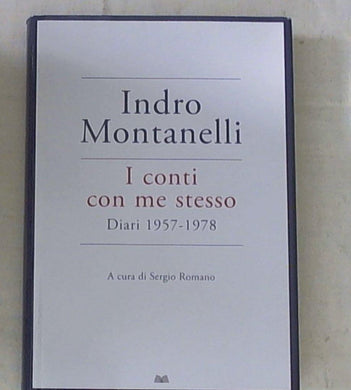 Indro
Montanelli
I conti
con me stesso
Diari 1957-1978
A cura di Sergio Romano